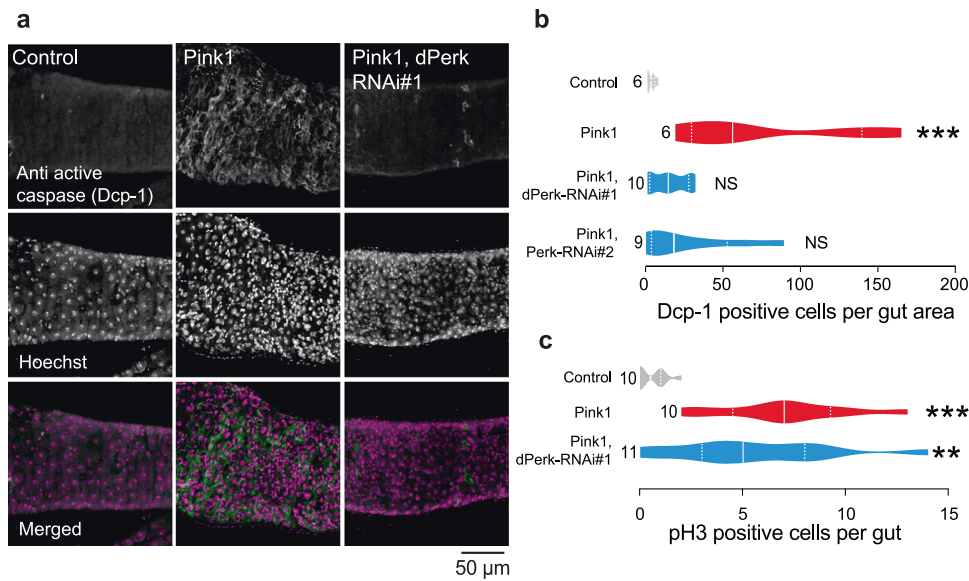 a
Control
Pink1
Pink1, dPerk
RNAi#1
Anti active
caspase (Dcp-1)
Hoechst
Merged
50 µm
b
Control 6
Pink1 6 ***
Pink1,
dPerk-RNAi#1 10 NS
Pink1,
Perk-RNAi#2 9 NS
0 50 100 150 200
Dcp-1 positive cells per gut area
c
Control 10
Pink1 10 ***
Pink1,
dPerk-RNAi#1 11 **
0 5 10 15
pH3 positive cells per gut